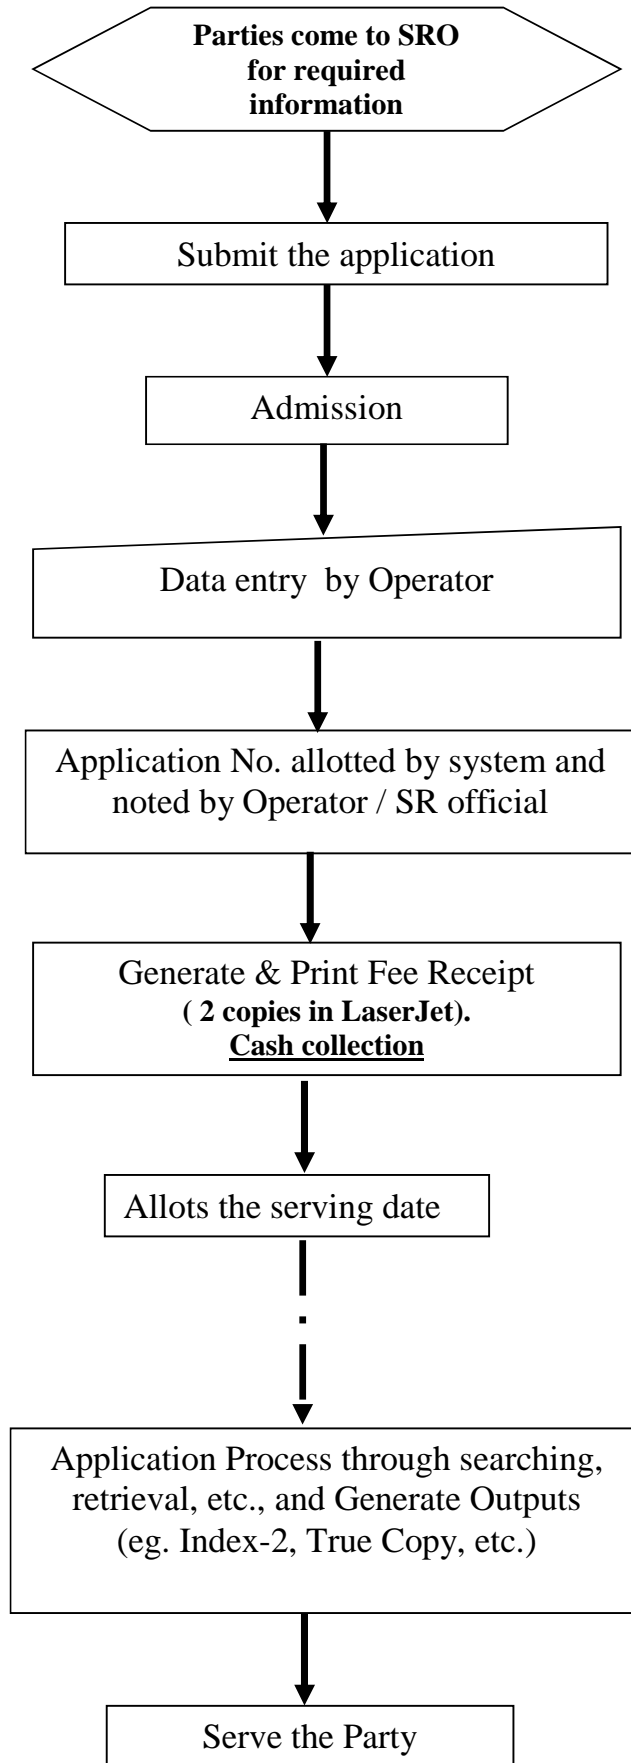 Parties come to SRO
for required
information
Submit the application
Admission
Data entry by Operator
Application No. allotted by system and
noted by Operator / SR official
Generate & Print Fee Receipt
( 2 copies in LaserJet).
Cash collection
Allots the serving date
Application Process through searching,
retrieval, etc., and Generate Outputs
(eg. Index-2, True Copy, etc.)
Serve the Party